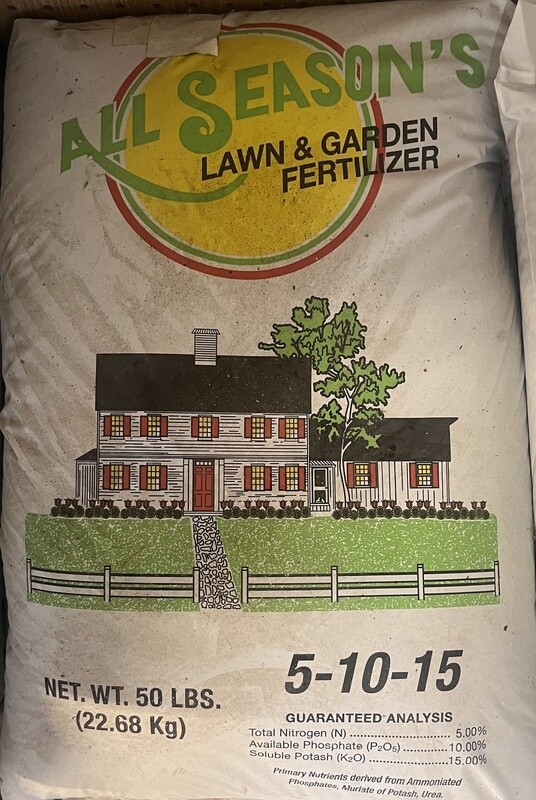 ALL SEASON'S
LAWN & GARDEN
FERTILIZER
5-10-15
NET. WT. 50 LBS.
(22.68 Kg)
GUARANTEED ANALYSIS
Total Nitrogen (N) .......................... 5.00%
Available Phosphate (P₂O₅) ............. 10.00%
Soluble Potash (K₂O) .....................15.00%
Primary Nutrients derived from Ammoniated
Phosphates, Muriate of Potash, Urea.